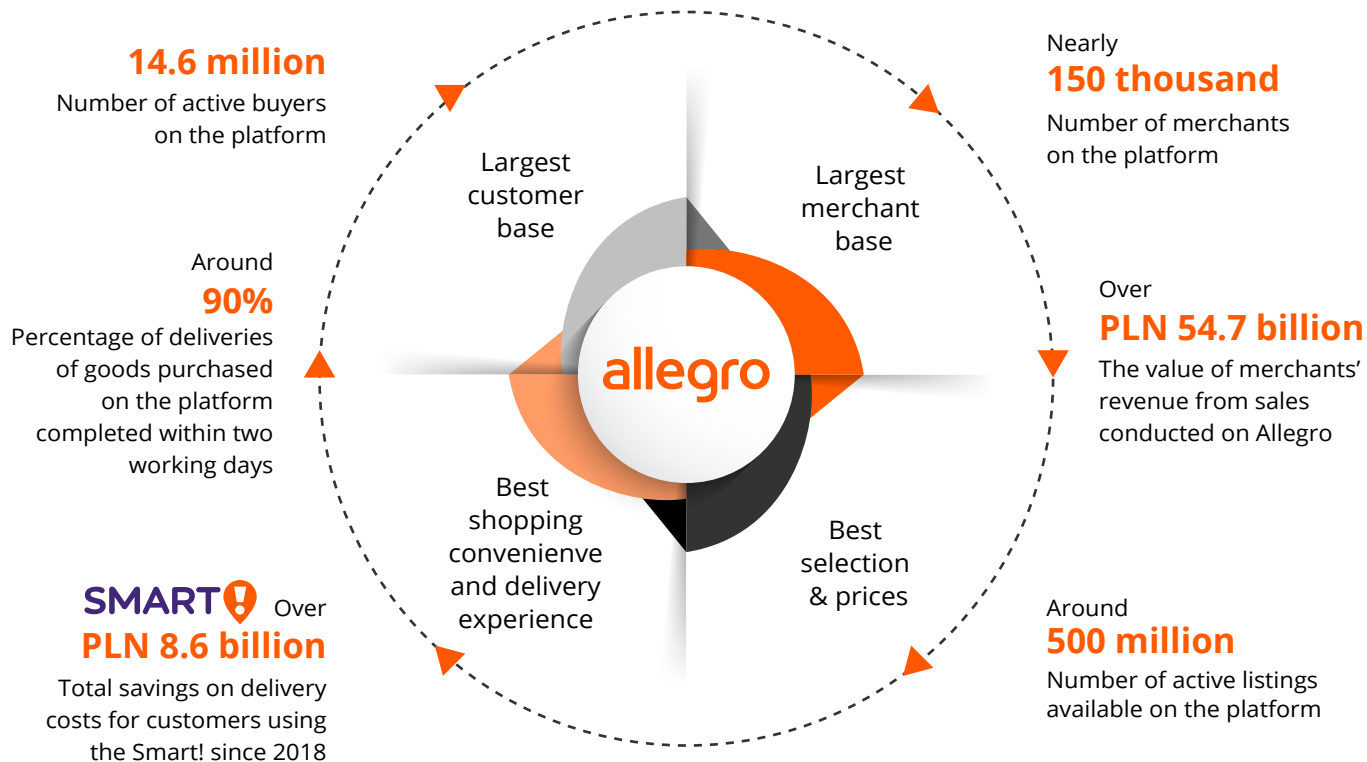 14.6 million
Number of active buyers
on the platform
Nearly
150 thousand
Number of merchants
on the platform
Largest
customer
base
Largest
merchant
base
Around
90%
Percentage of deliveries
of goods purchased
on the platform
completed within two
working days
allegro
Over
PLN 54.7 billion
The value of merchants’
revenue from sales
conducted on Allegro
Best
shopping
convenienve
and delivery
experience
Best
selection
& prices
SMART! Over
PLN 8.6 billion
Total savings on delivery
costs for customers using
the Smart! since 2018
Around
500 million
Number of active listings
available on the platform